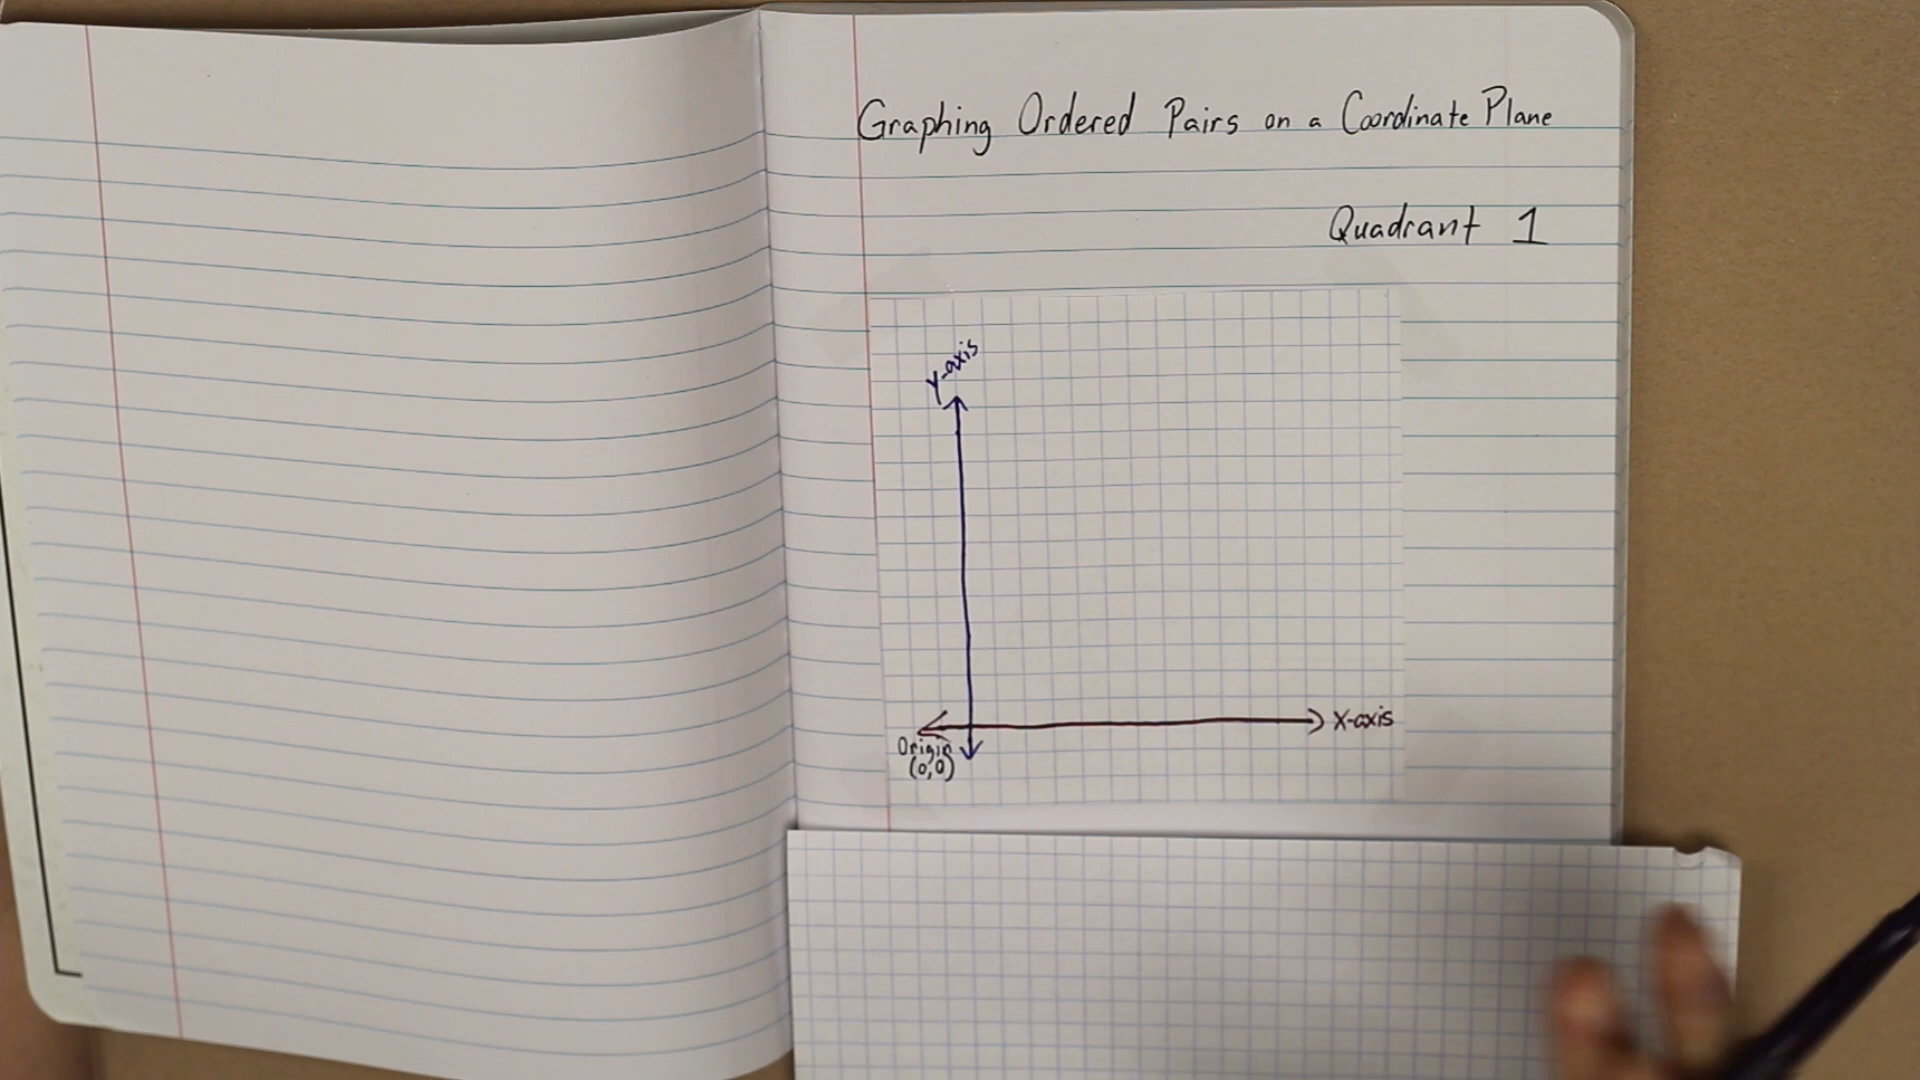 Graphing Ordered Pairs on a Coordinate Plane
Quadrant 1
Y-axis
X-axis
Origin
(0,0)